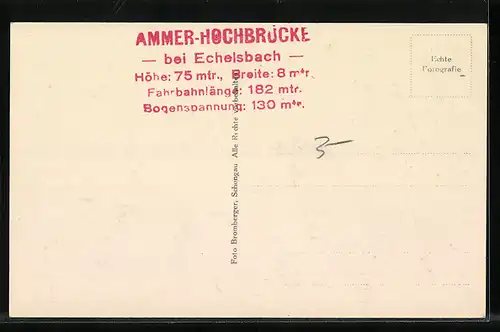 AMMER-HOCHBRÜCKE
— bei Echelsbach —
Höhe: 75 mtr., Breite: 8 mtr.
Fahrbahnlänge: 182 mtr.
Bogenspannung: 130 mtr.
Echte
Fotografie
3-
Foto Bromberger, Schongau Alle Rechte vorbehalten